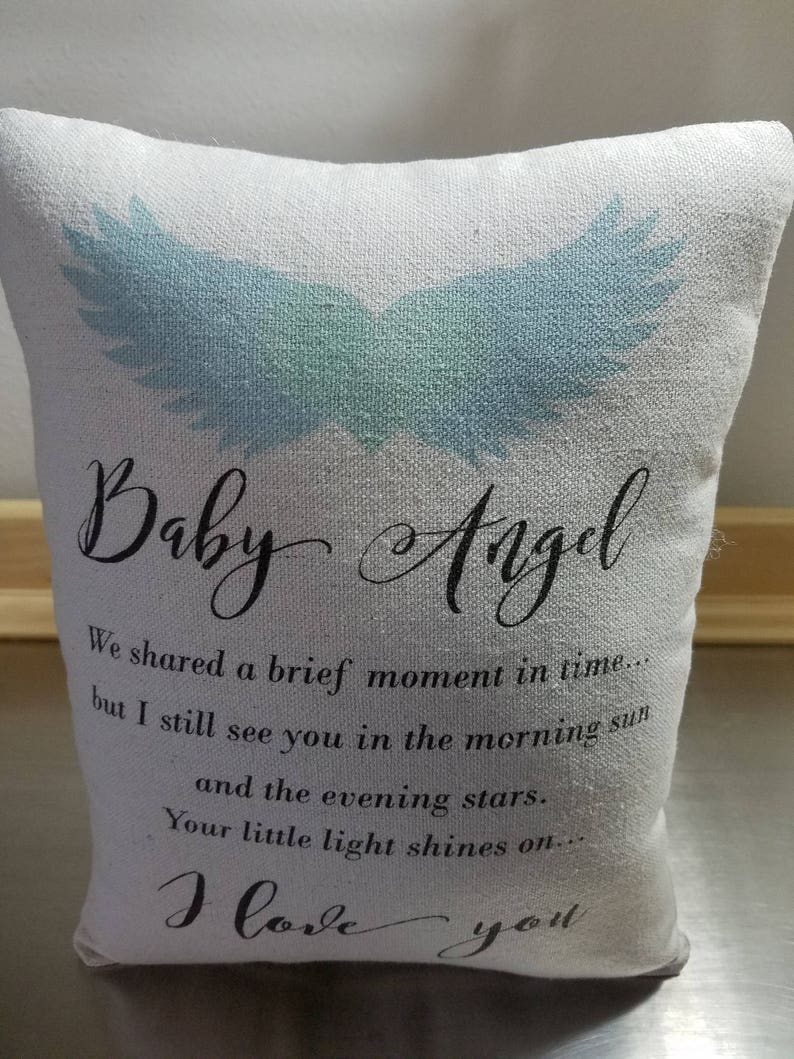 Baby Angel
We shared a brief moment in time...
but I still see you in the morning sun
and the evening stars.
Your little light shines on...
I love you